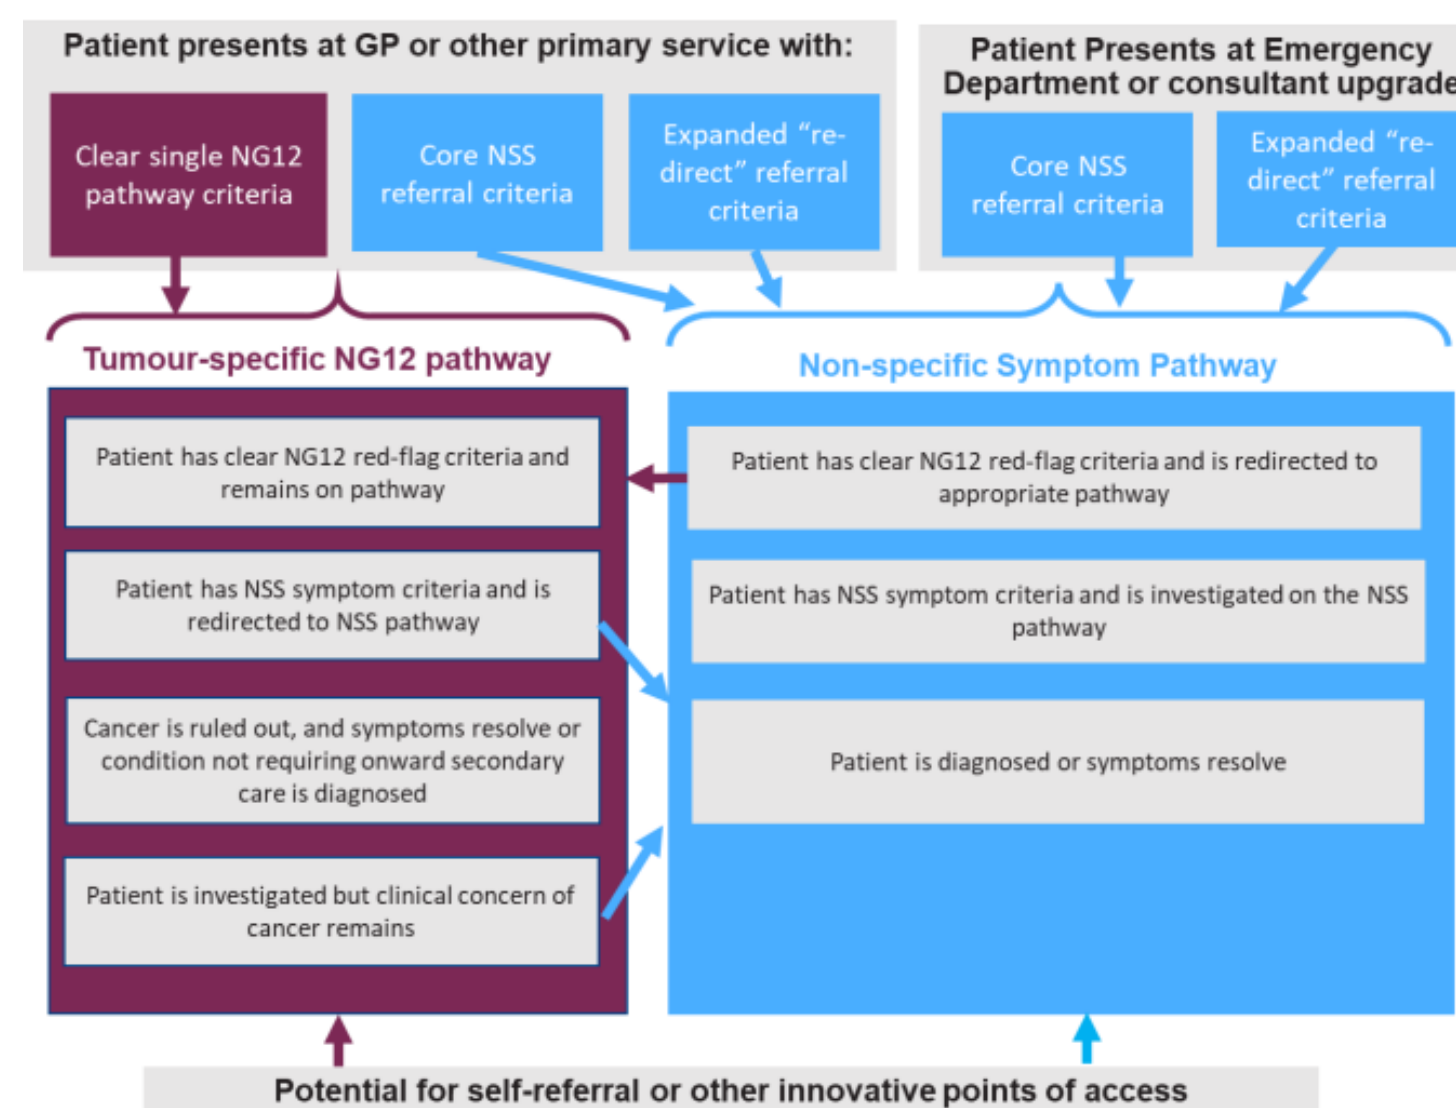 Patient presents at GP or other primary service with:
Clear single NG12
pathway criteria
Core NSS
referral criteria
Expanded “re-
direct” referral
criteria
Patient Presents at Emergency
Department or consultant upgrade
Core NSS
referral criteria
Expanded “re-
direct” referral
criteria
Tumour-specific NG12 pathway
Patient has clear NG12 red-flag criteria and
remains on pathway
Patient has NSS symptom criteria and is
redirected to NSS pathway
Cancer is ruled out, and symptoms resolve or
condition not requiring onward secondary
care is diagnosed
Patient is investigated but clinical concern of
cancer remains
Non-specific Symptom Pathway
Patient has clear NG12 red-flag criteria and is redirected to
appropriate pathway
Patient has NSS symptom criteria and is investigated on the NSS
pathway
Patient is diagnosed or symptoms resolve
Potential for self-referral or other innovative points of access